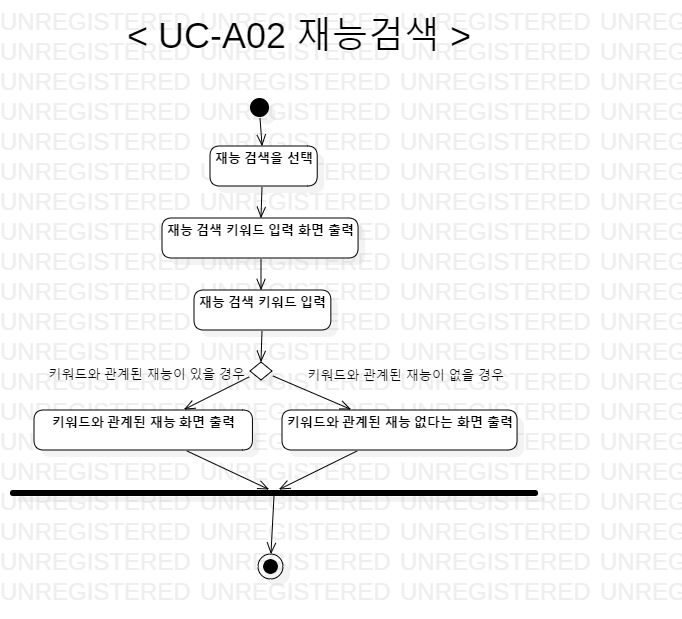 < UC-A02 재능검색 >
재능 검색을 선택
재능 검색 키워드 입력 화면 출력
재능 검색 키워드 입력
키워드와 관계된 재능이 있을 경우
키워드와 관계된 재능이 없을 경우
키워드와 관계된 재능 화면 출력
키워드와 관계된 재능 없다는 화면 출력
UNREGISTERED